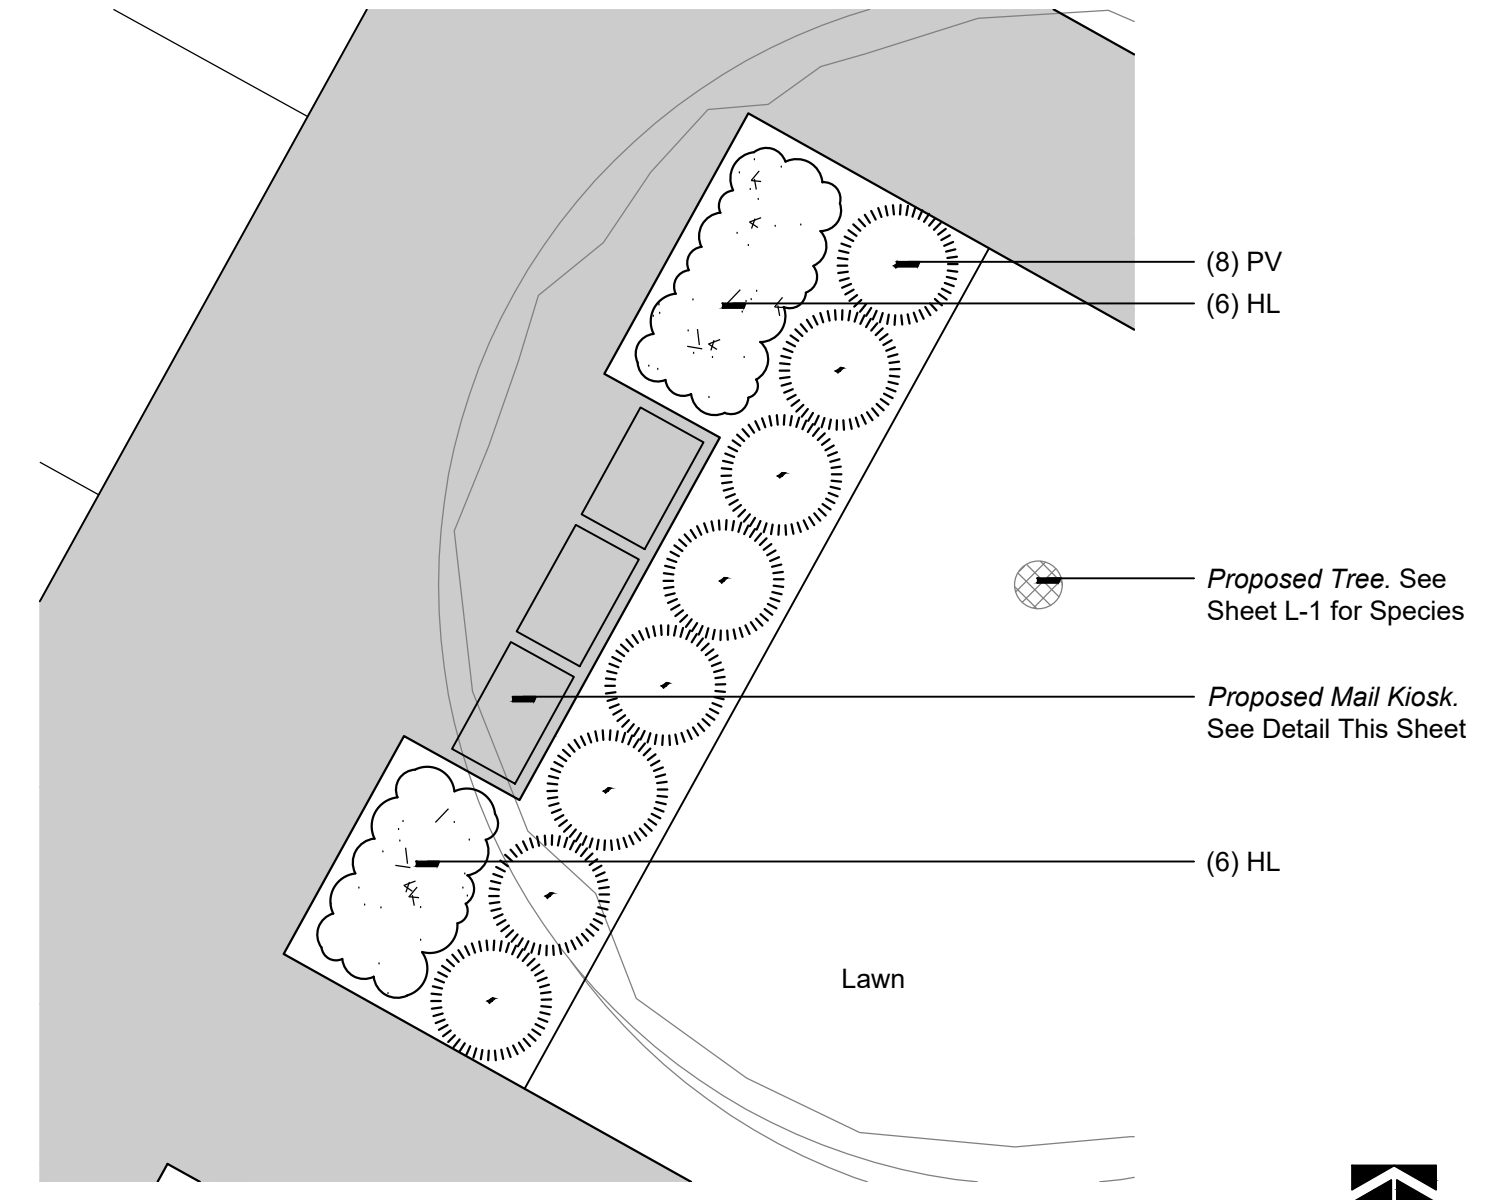 (8) PV
(6) HL
Proposed Tree. See
Sheet L-1 for Species
Proposed Mail Kiosk.
See Detail This Sheet
(6) HL
Lawn